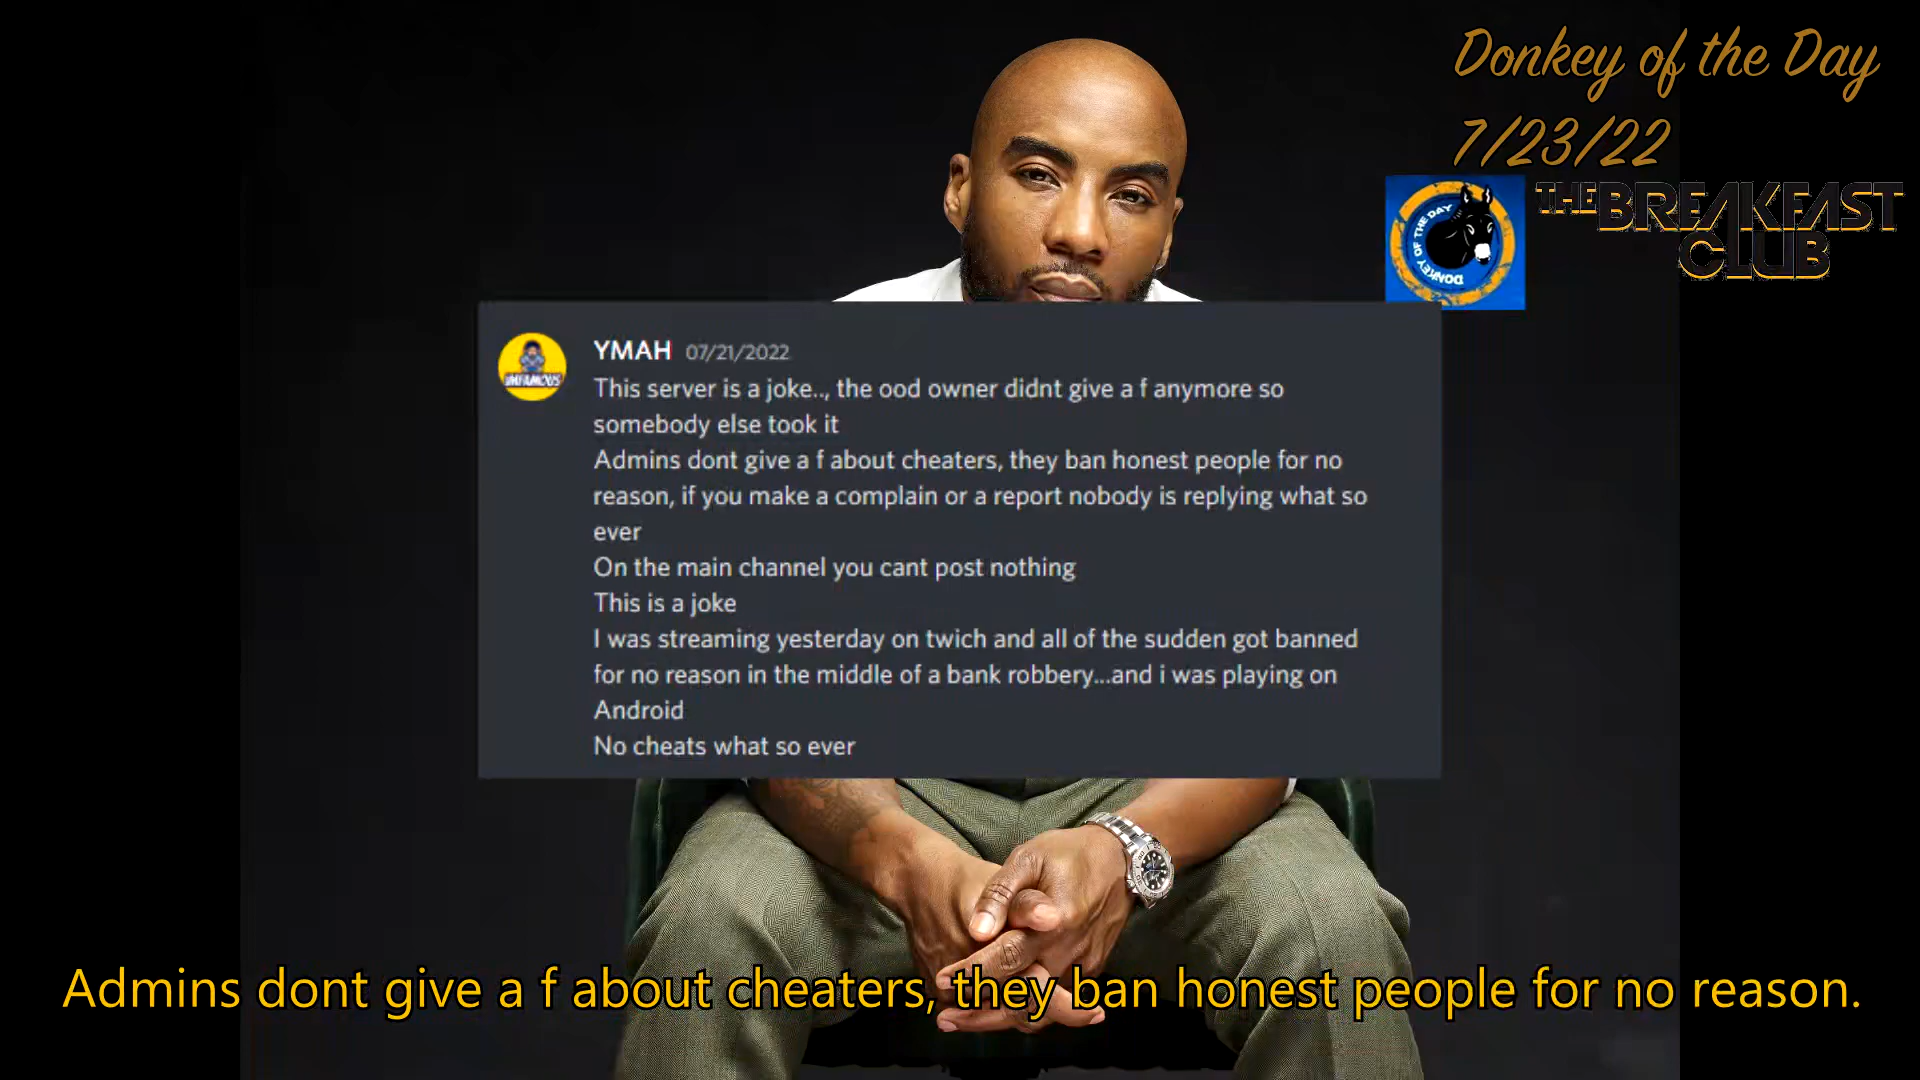 Donkey of the Day
7/23/22
DONKEY OF THE DAY
THE BREAKFAST
CLUB
YMAH 07/21/2022
INFAMOUS
This server is a joke.., the ood owner didnt give a f anymore so
somebody else took it
Admins dont give a f about cheaters, they ban honest people for no
reason, if you make a complain or a report nobody is replying what so
ever
On the main channel you cant post nothing
This is a joke
I was streaming yesterday on twich and all of the sudden got banned
for no reason in the middle of a bank robbery...and i was playing on
Android
No cheats what so ever
Admins dont give a f about cheaters, they ban honest people for no reason.